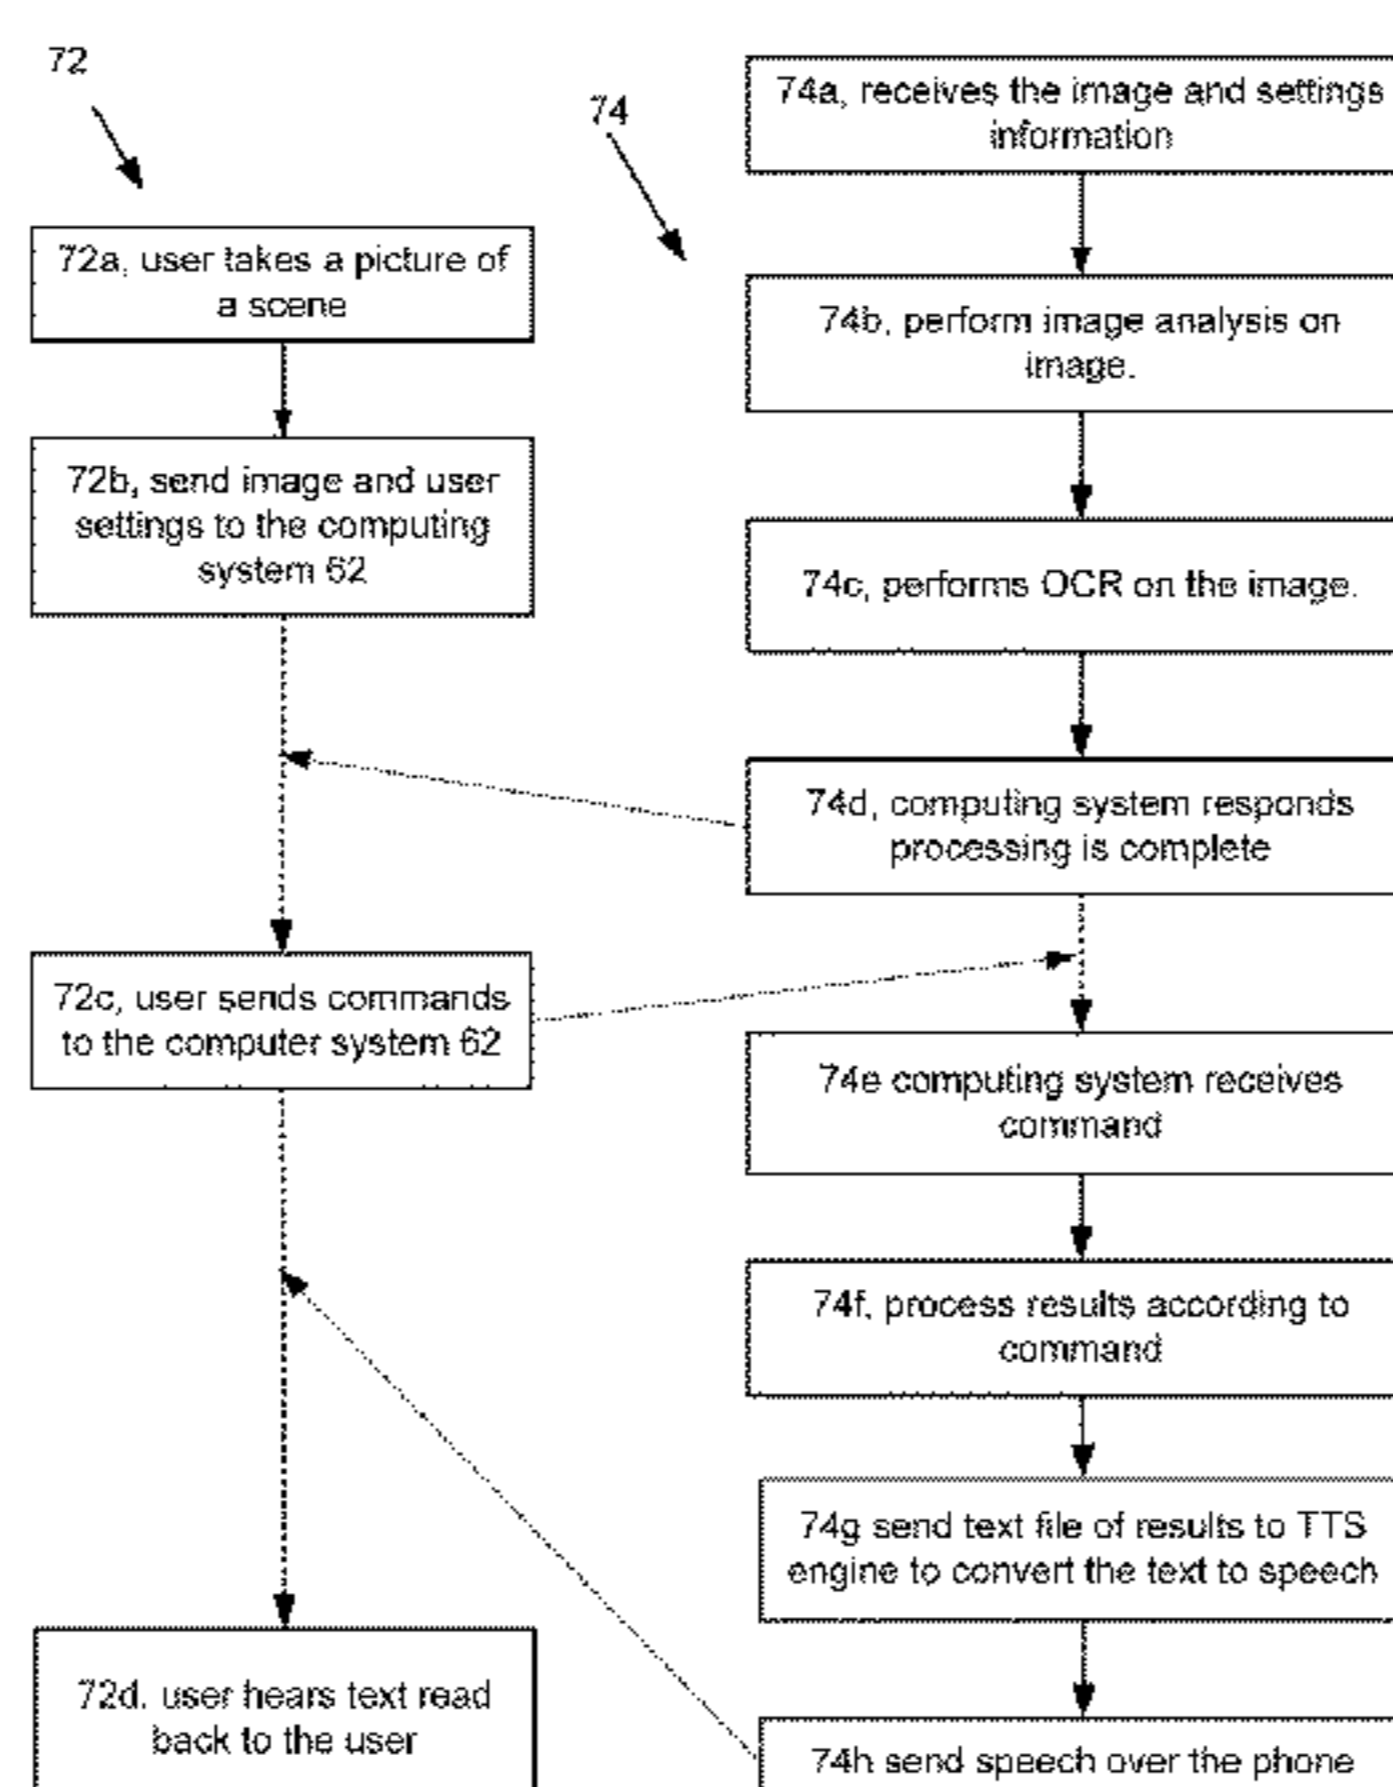 72
72a, user takes a picture of
a scene
72b, send image and user
settings to the computing
system 62
72c, user sends commands
to the computer system 62
72d. user hears text read
back to the user
74
74a, receives the image and settings
information
74b, perform image analysis on
image.
74c, performs OCR on the image.
74d, computing system responds
processing is complete
74e computing system receives
command
74f, process results according to
command
74g send text file of results to TTS
engine to convert the text to speech
74h send speech over the phone